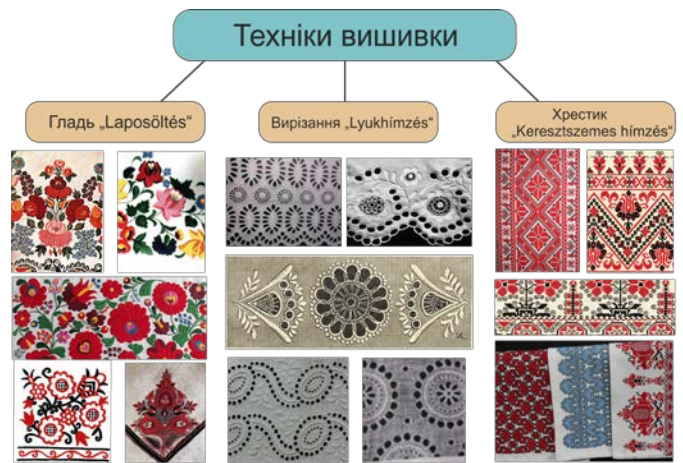 Техніки вишивки
Гладь „Laposöltés“
Вирізання „Lyukhímzés“
Хрестик
„Keresztszemes hímzés“